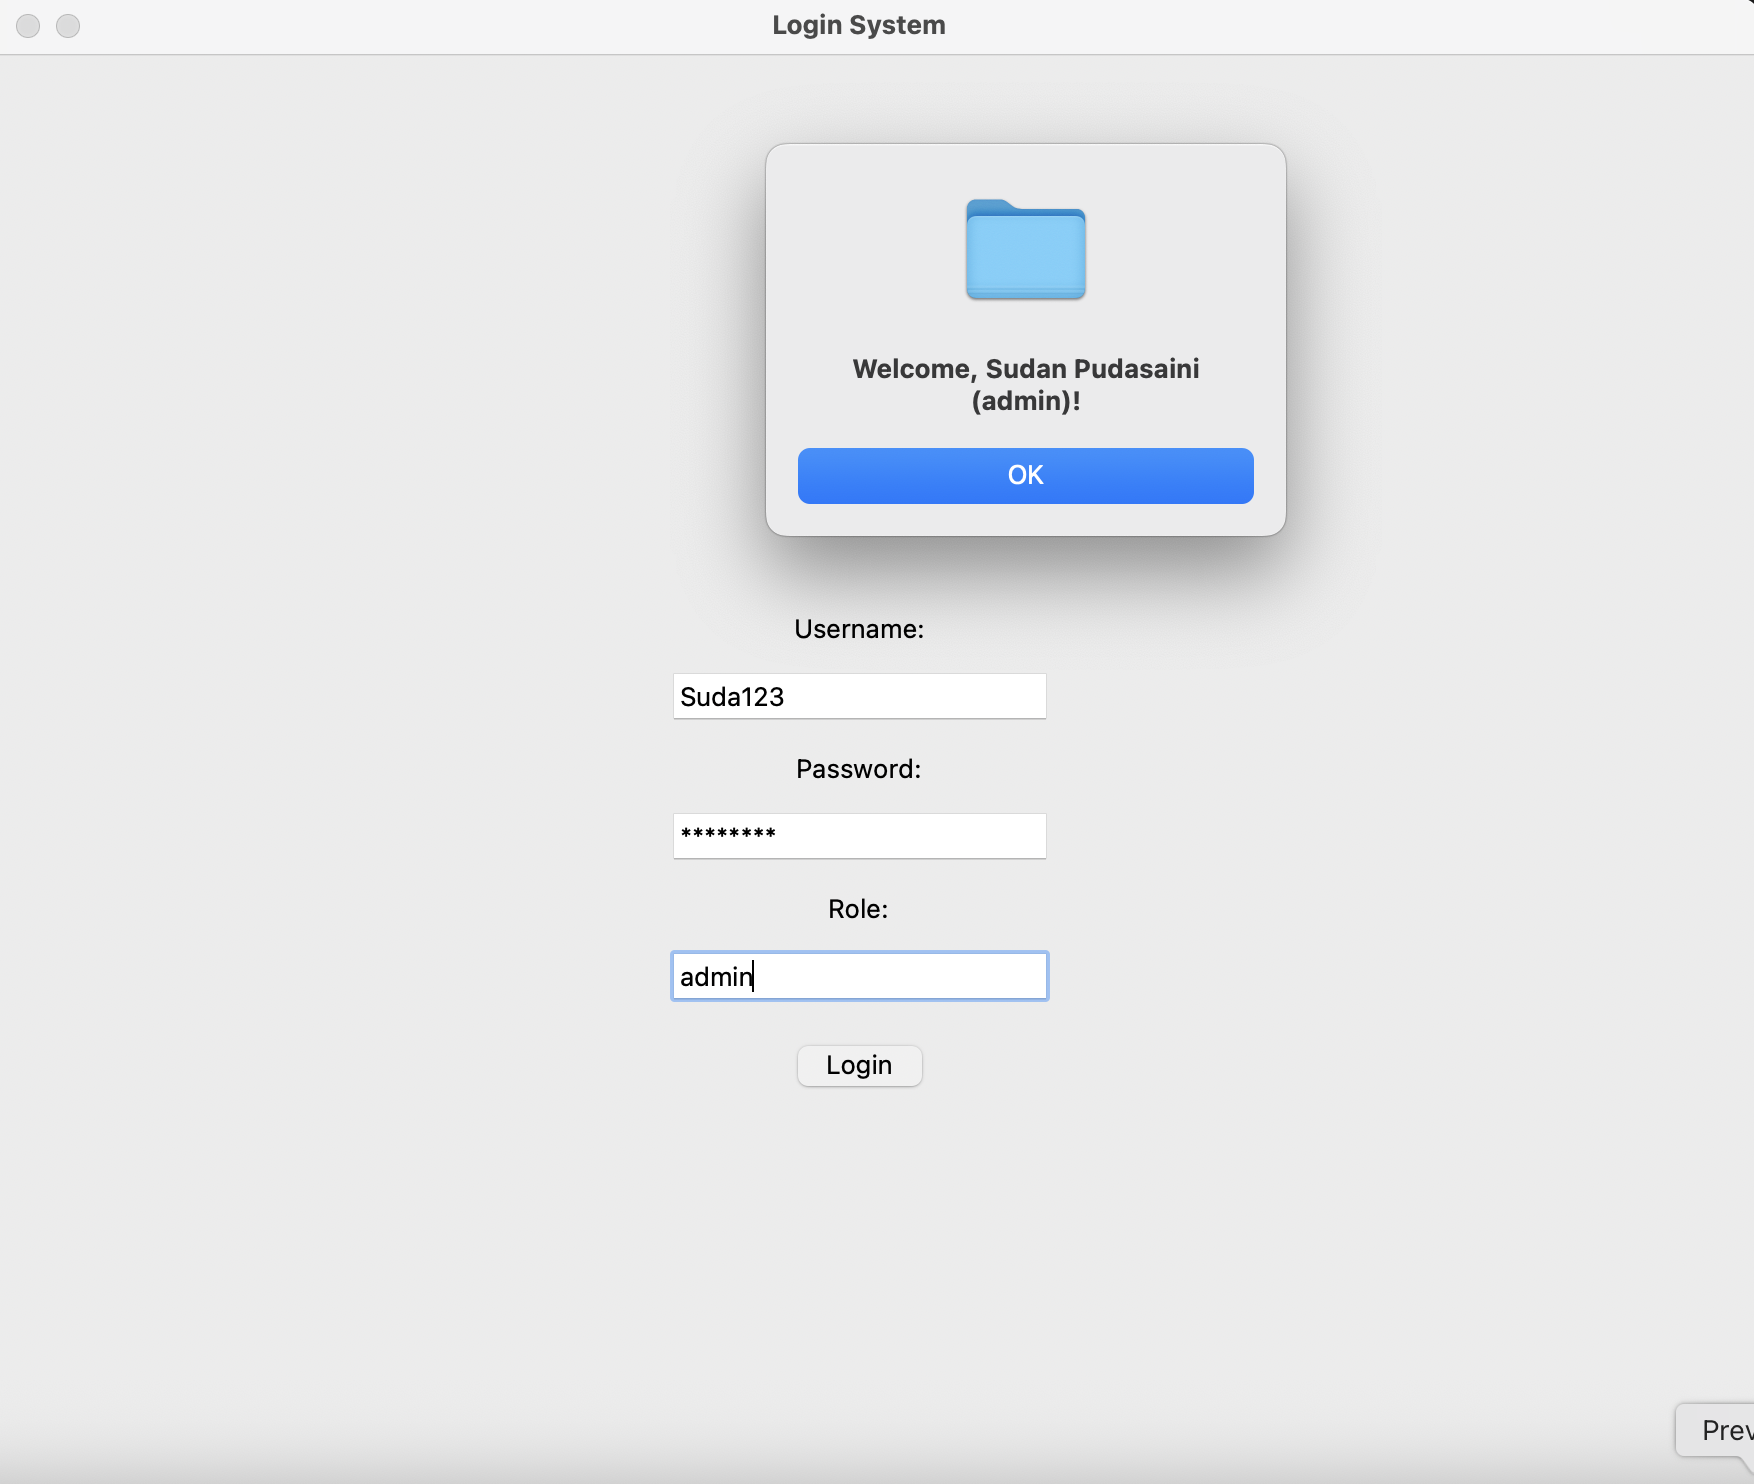 Login System
Welcome, Sudan Pudasaini
(admin)!
OK
Username:
Suda123
Password:
********
Role:
admin
Login